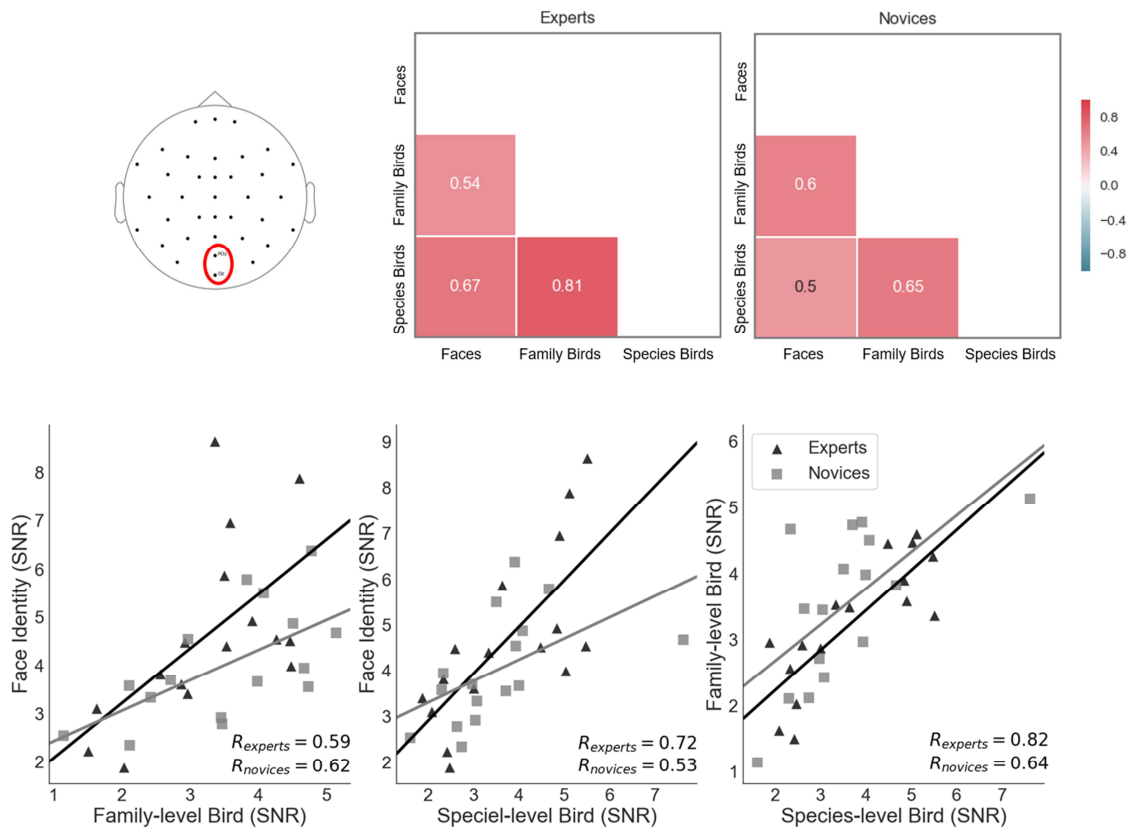 Experts
Novices
Faces
Family Birds
Species Birds
0.54
0.67
0.81
Faces
Family Birds
Species Birds
Faces
Family Birds
Species Birds
0.6
0.5
0.65
Faces
Family Birds
Species Birds
0.8
0.4
0.0
−0.4
−0.8
POz
Oz
Face Identity (SNR)
8
7
6
5
4
3
2
1 2 3 4 5
Family-level Bird (SNR)
R_experts = 0.59
R_novices = 0.62
Face Identity (SNR)
9
8
7
6
5
4
3
2
2 3 4 5 6 7
Speciel-level Bird (SNR)
R_experts = 0.72
R_novices = 0.53
Family-level Bird (SNR)
6
5
4
3
2
1
2 3 4 5 6 7
Species-level Bird (SNR)
Experts
Novices
R_experts = 0.82
R_novices = 0.64